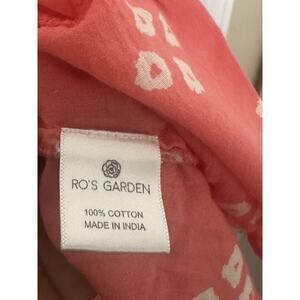 RO'S GARDEN
100% COTTON
MADE IN INDIA